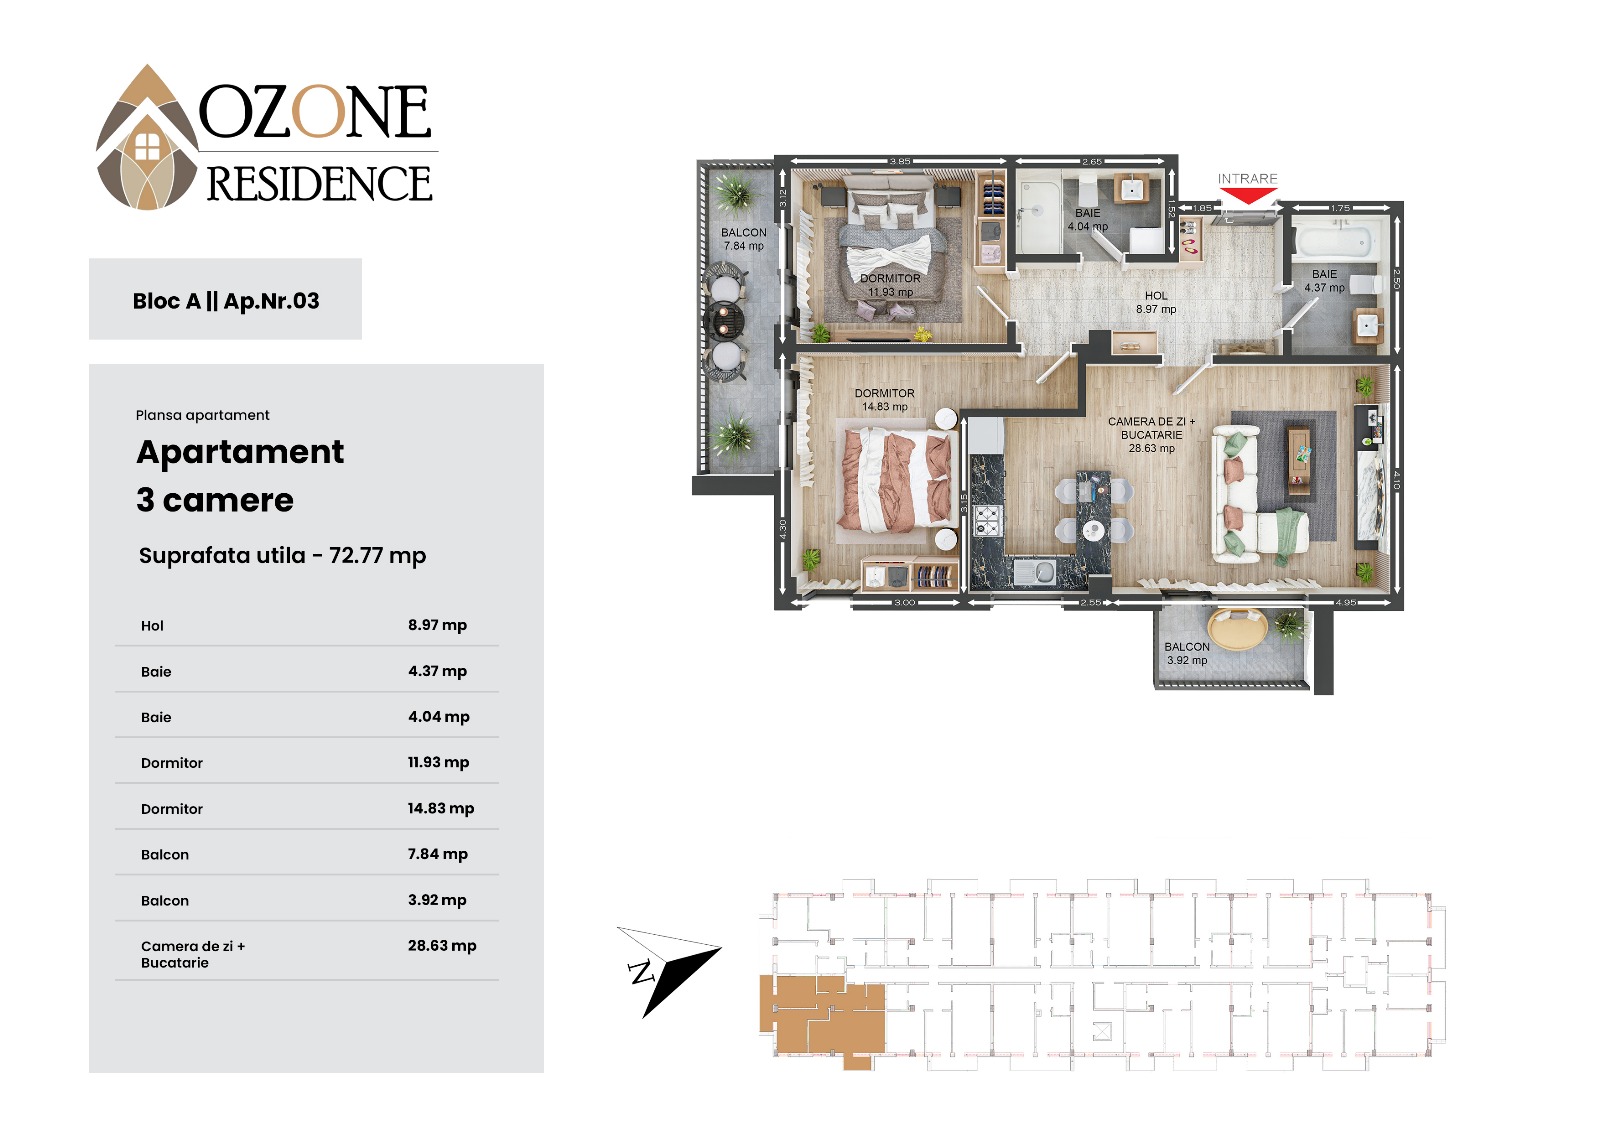 OZONE
RESIDENCE
Bloc A || Ap.Nr.03
Plansa apartament
Apartament
3 camere
Suprafata utila - 72.77 mp
Hol 8.97 mp
Baie 4.37 mp
Baie 4.04 mp
Dormitor 11.93 mp
Dormitor 14.83 mp
Balcon 7.84 mp
Balcon 3.92 mp
Camera de zi + 28.63 mp
Bucatarie
3.85
2.65
INTRARE
1.85
1.75
3.12
1.52
BALCON
7.84 mp
BAIE
4.04 mp
DORMITOR
11.93 mp
HOL
8.97 mp
BAIE
4.37 mp
2.50
DORMITOR
14.83 mp
CAMERA DE ZI +
BUCATARIE
28.63 mp
4.30
3.15
4.10
3.00
2.55
4.95
BALCON
3.92 mp
N